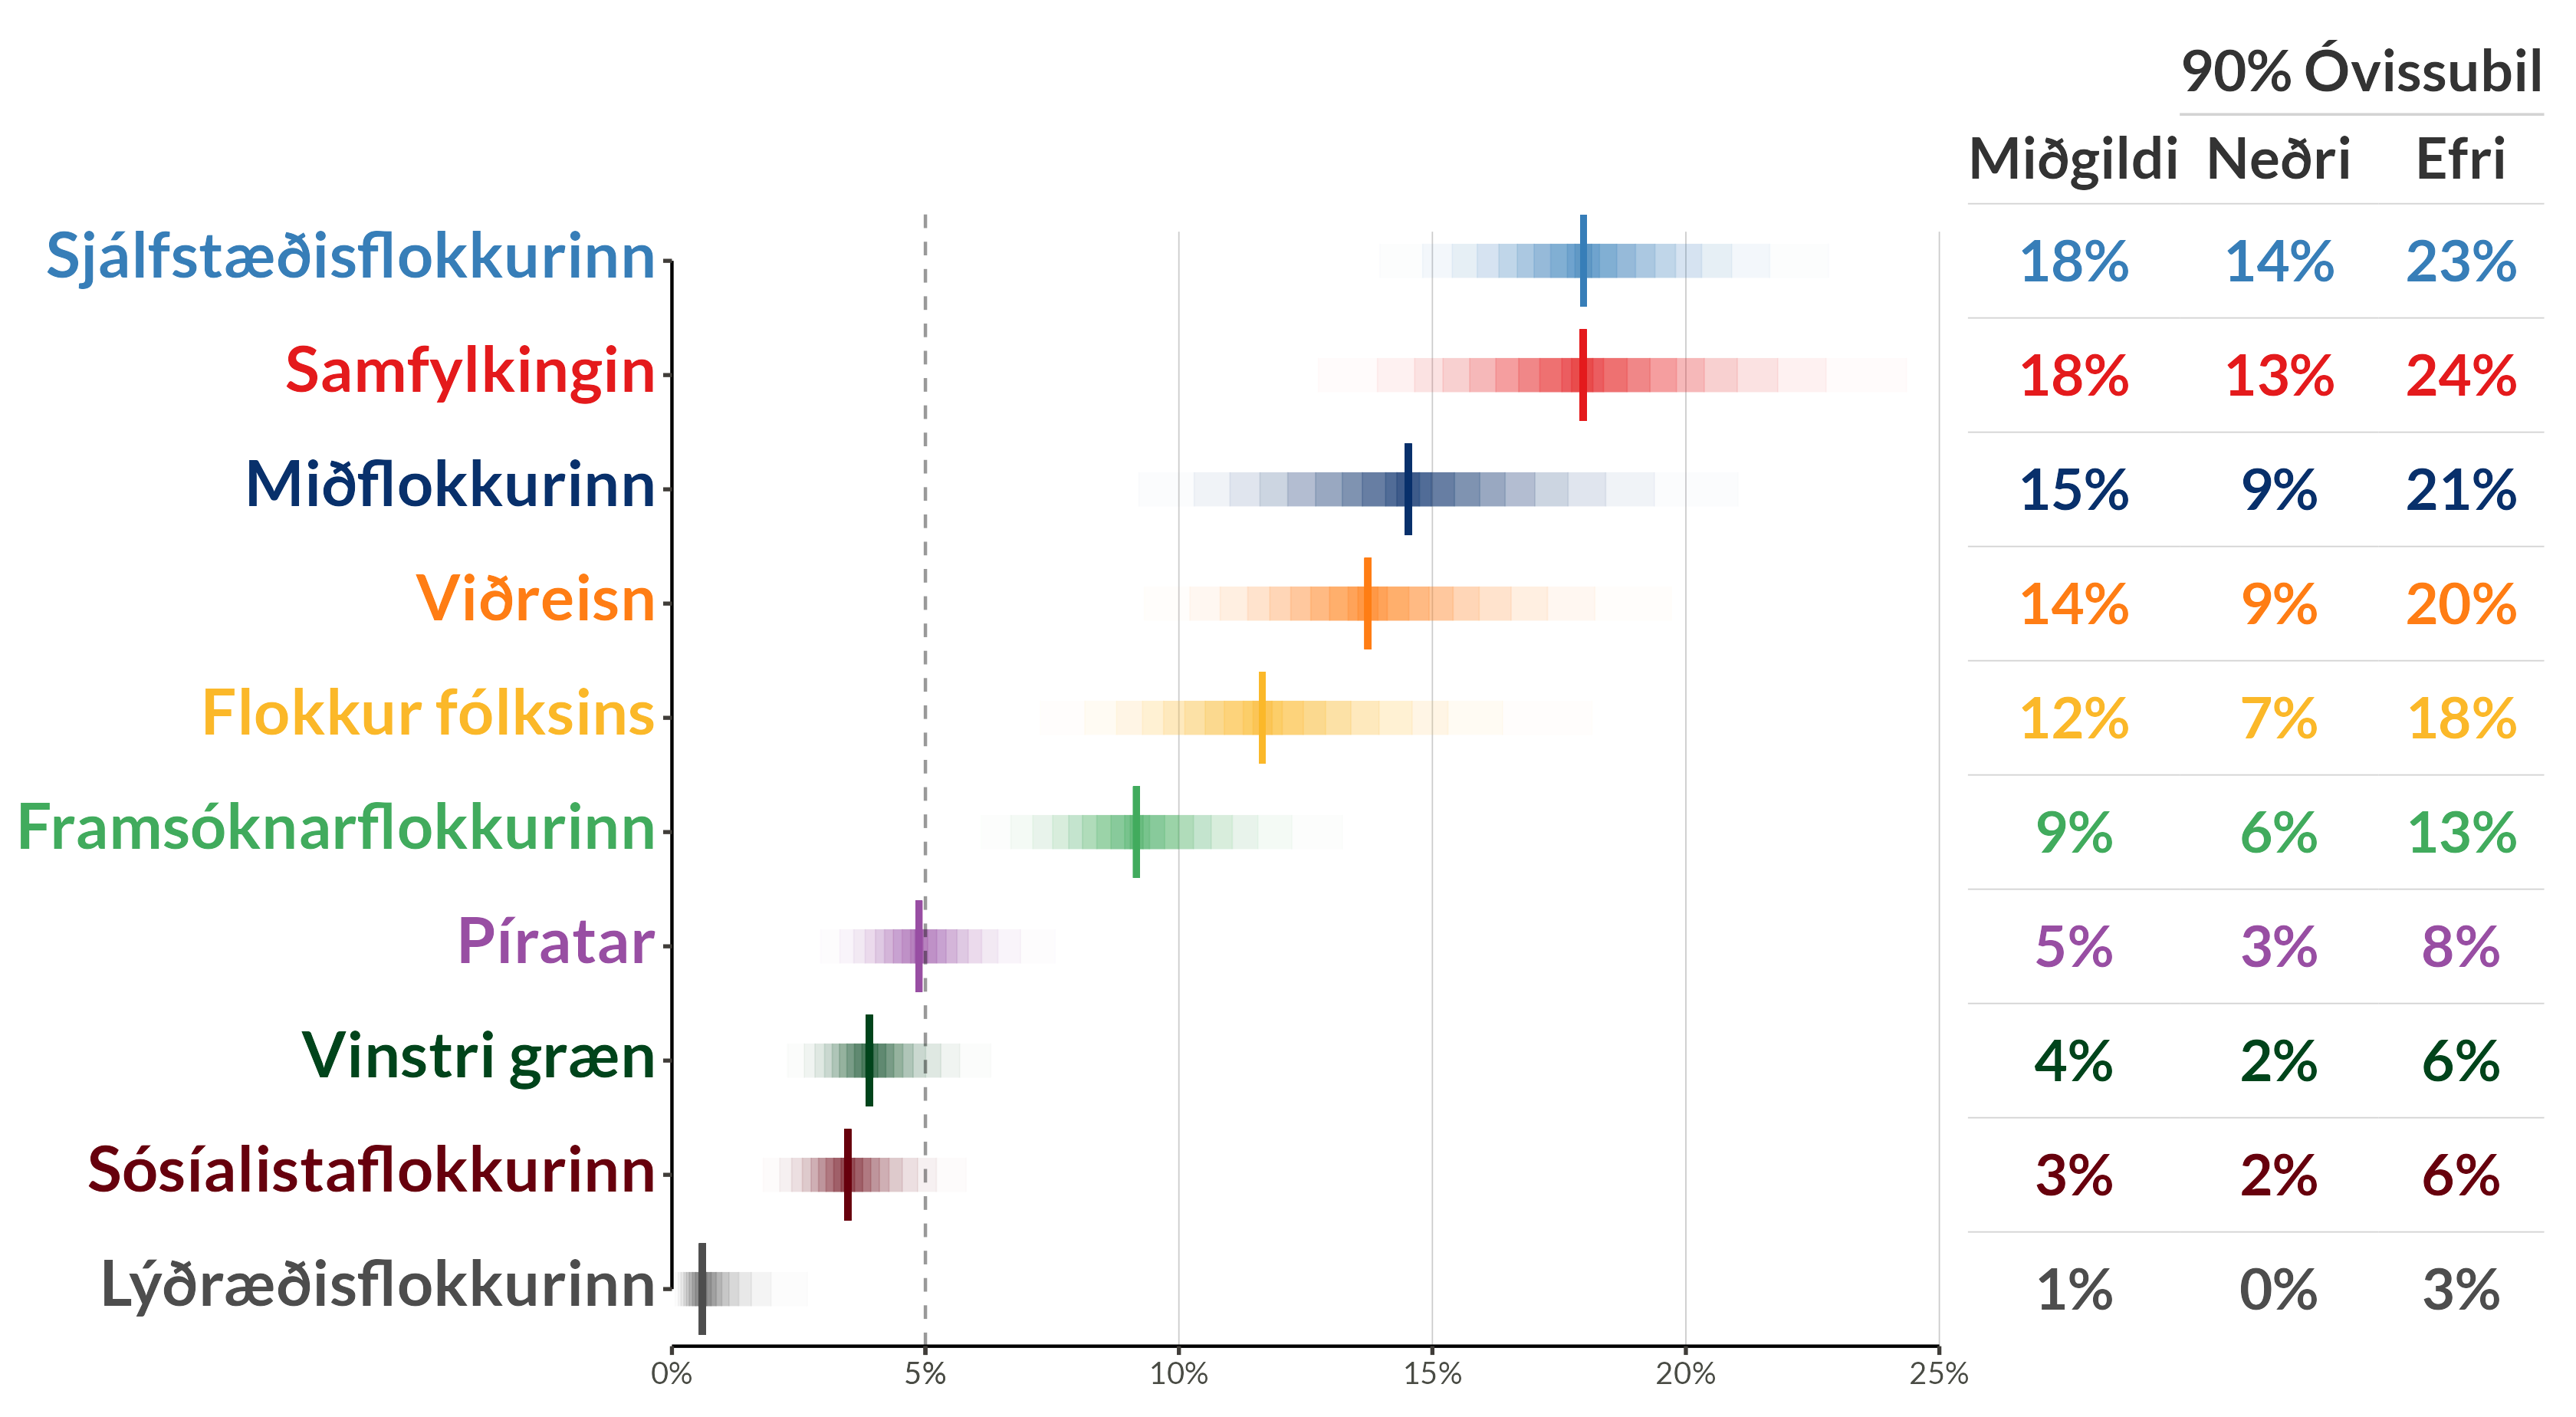 90% Óvissubil
Miðgildi Neðri Efri
Sjálfstæðisflokkurinn 18% 14% 23%
Samfylkingin 18% 13% 24%
Miðflokkurinn 15% 9% 21%
Viðreisn 14% 9% 20%
Flokkur fólksins 12% 7% 18%
Framsóknarflokkurinn 9% 6% 13%
Píratar 5% 3% 8%
Vinstri græn 4% 2% 6%
Sósíalistaflokkurinn 3% 2% 6%
Lýðræðisflokkurinn 1% 0% 3%
0% 5% 10% 15% 20% 25%